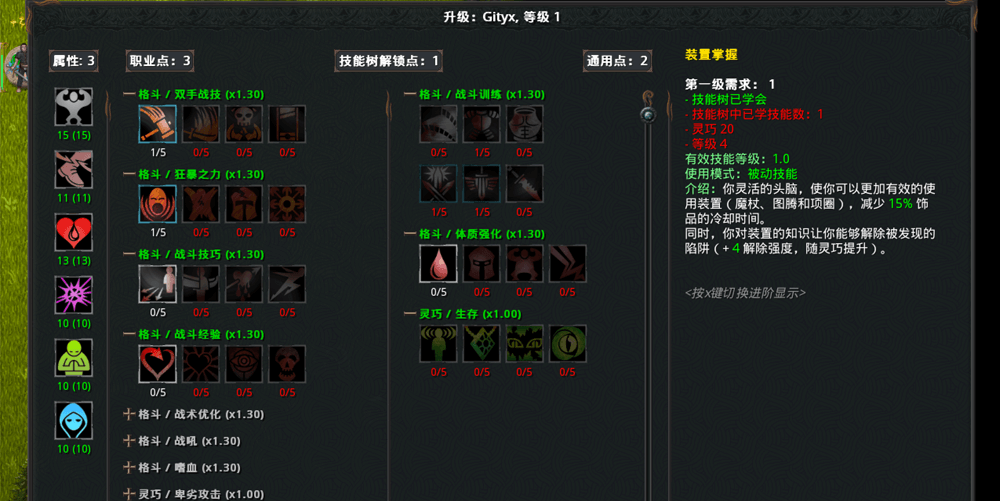 升级：Gityx, 等级 1
属性: 3
职业点：3
技能树解锁点：1
通用点：2
15 (15)
11 (11)
13 (13)
10 (10)
10 (10)
10 (10)
格斗 / 双手战技 (x1.30)
1/5 0/5 0/5 0/5
格斗 / 狂暴之力 (x1.30)
1/5 0/5 0/5 0/5
格斗 / 战斗技巧 (x1.30)
0/5 0/5 0/5 0/5
格斗 / 战斗经验 (x1.30)
0/5 0/5 0/5 0/5
格斗 / 战术优化 (x1.30)
格斗 / 战吼 (x1.30)
格斗 / 嗜血 (x1.30)
灵巧 / 卑劣攻击 (x1.00)
格斗 / 战斗训练 (x1.30)
0/5 1/5 0/5
1/5 1/5 0/5
格斗 / 体质强化 (x1.30)
0/5 0/5 0/5 0/5
灵巧 / 生存 (x1.00)
0/5 0/5 0/5 0/5
装置掌握
第一级需求： 1
- 技能树已学会
- 技能树中已学技能数：1
- 灵巧 20
- 等级 4
有效技能等级：1.0
使用模式：被动技能
介绍：你灵活的头脑，使你可以更加有效的使
用装置（魔杖、图腾和项圈），减少 15% 饰
品的冷却时间。
同时，你对装置的知识让你能够解除被发现的
陷阱（+ 4 解除强度，随灵巧提升）。
<按x键切换进阶显示>